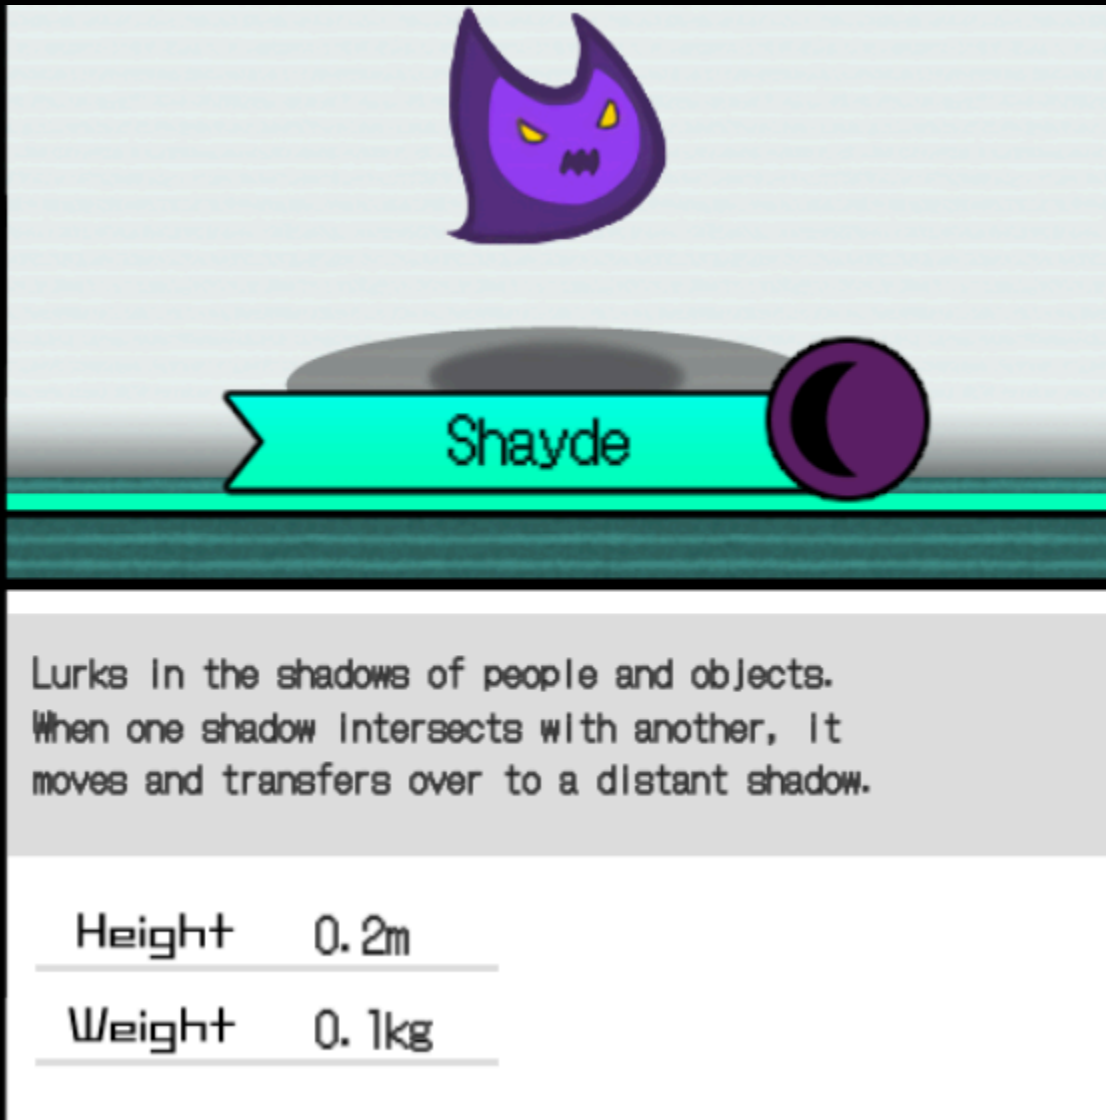 Shayde
Lurks in the shadows of people and objects.
When one shadow intersects with another, it
moves and transfers over to a distant shadow.
Height 0.2m
Weight 0.1kg